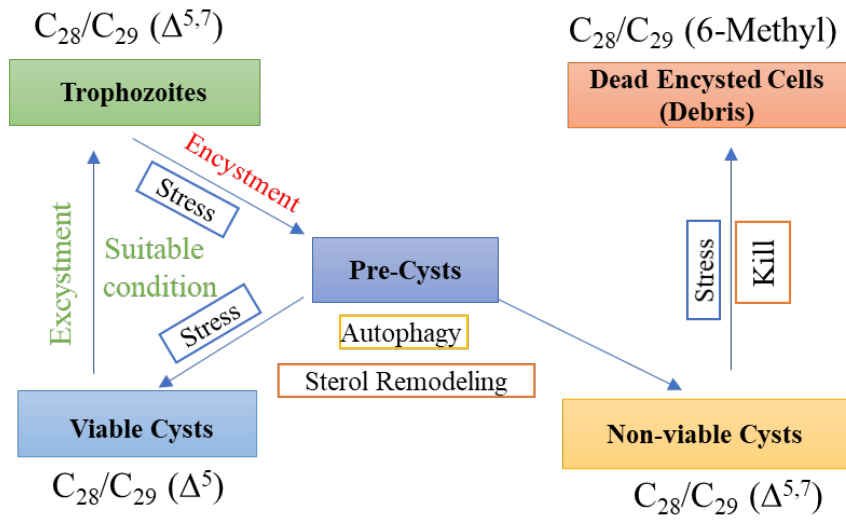 C₂₈/C₂₉ (Δ⁵,⁷)
Trophozoites
C₂₈/C₂₉ (6-Methyl)
Dead Encysted Cells
(Debris)
Encystment
Stress
Excystment
Suitable
condition
Pre-Cysts
Stress
Autophagy
Sterol Remodeling
Stress
Kill
Viable Cysts
C₂₈/C₂₉ (Δ⁵)
Non-viable Cysts
C₂₈/C₂₉ (Δ⁵,⁷)